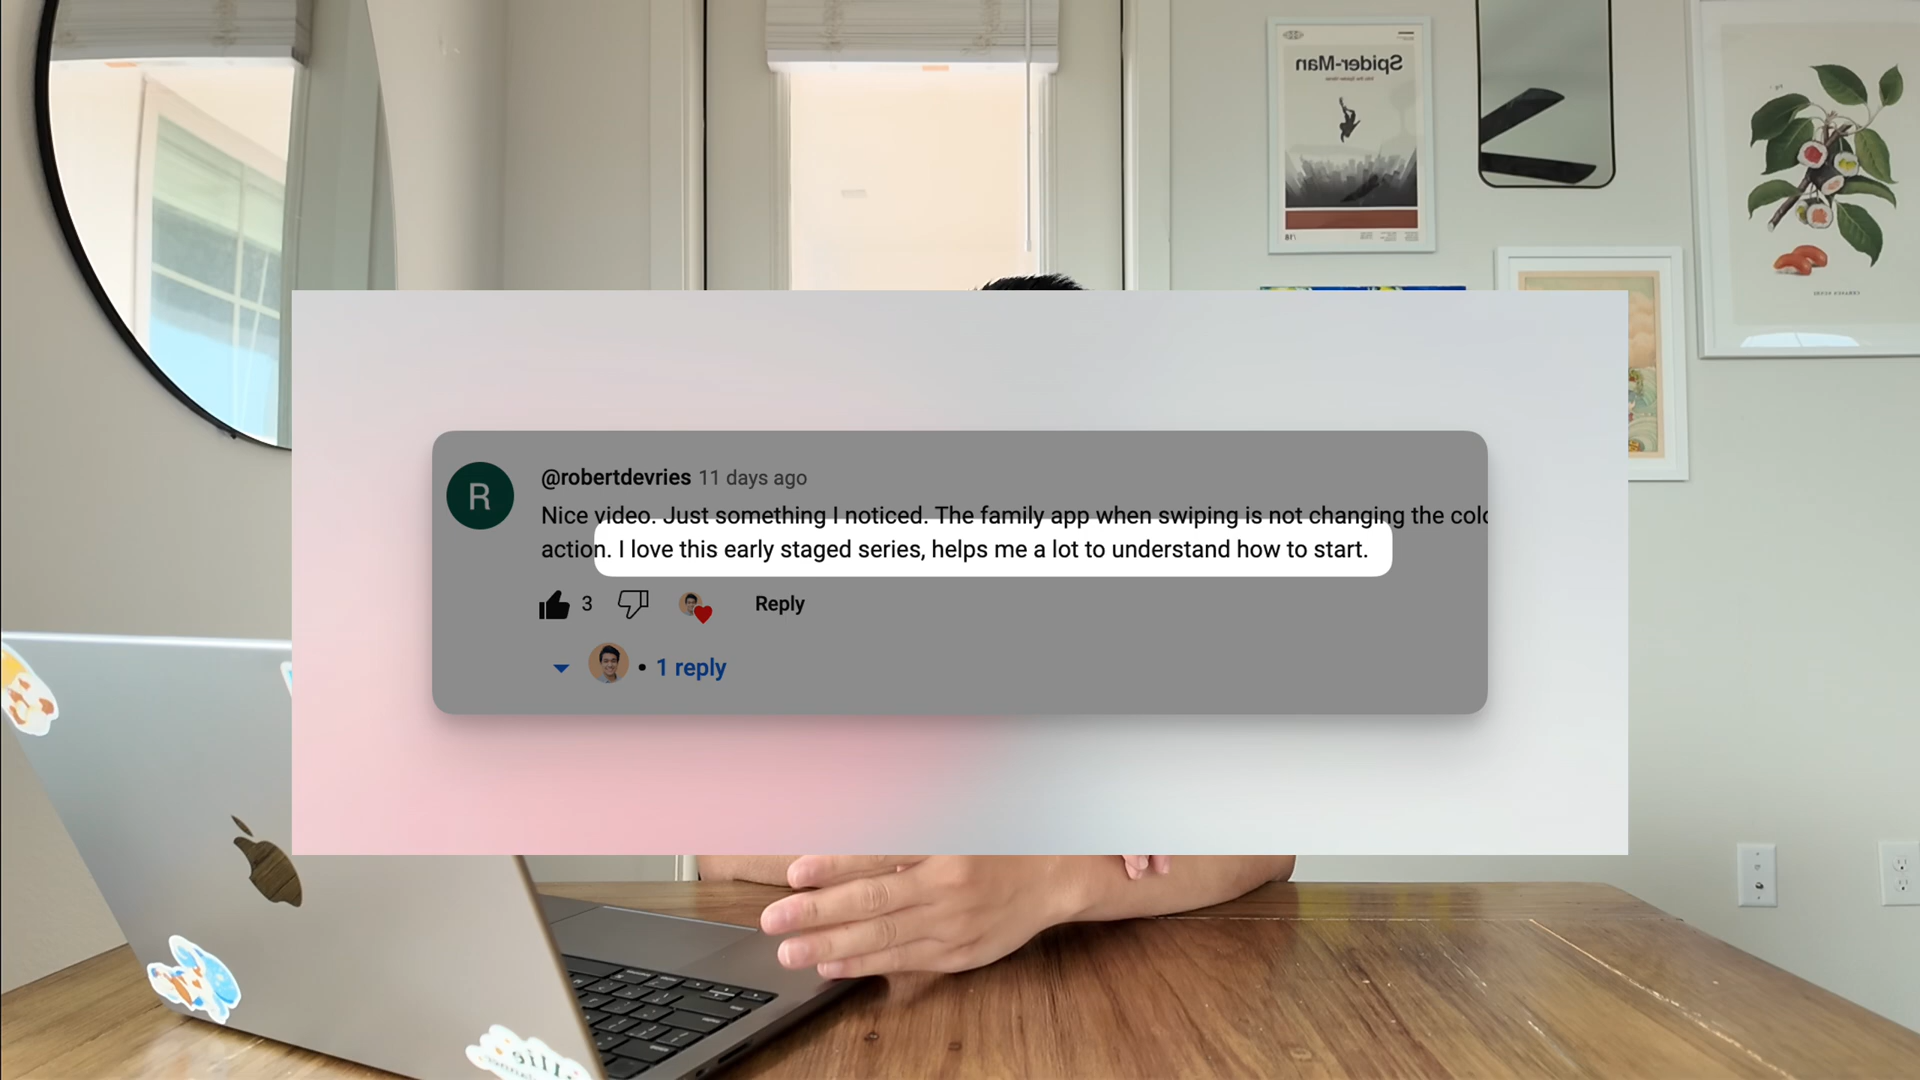 Spider-Man
@robertdevries 11 days ago
Nice video. Just something I noticed. The family app when swiping is not changing the
action. I love this early staged series, helps me a lot to understand how to start.
3 Reply
R
• 1 reply